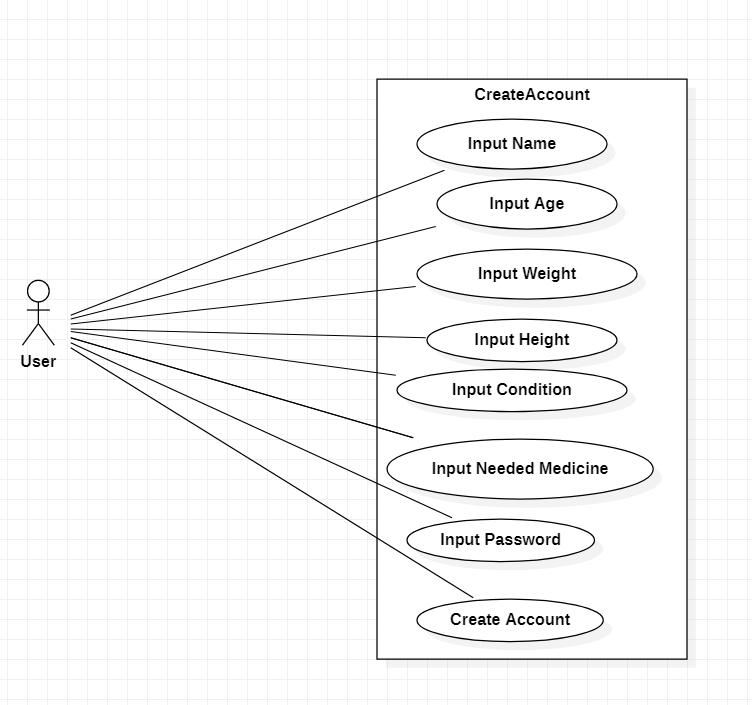 CreateAccount
Input Name
Input Age
Input Weight
Input Height
User
Input Condition
Input Needed Medicine
Input Password
Create Account